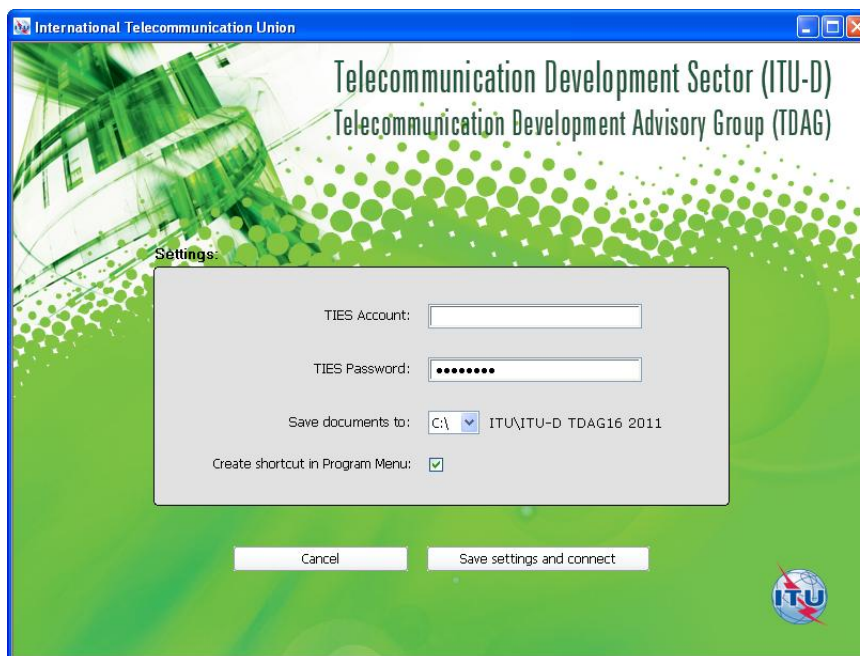 International Telecommunication Union
Telecommunication Development Sector (ITU-D)
Telecommunication Development Advisory Group (TDAG)
Settings:
TIES Account:
TIES Password: ••••••••
Save documents to: C:\ ITU\ITU-D TDAG16 2011
Create shortcut in Program Menu:
Cancel Save settings and connect
ITU